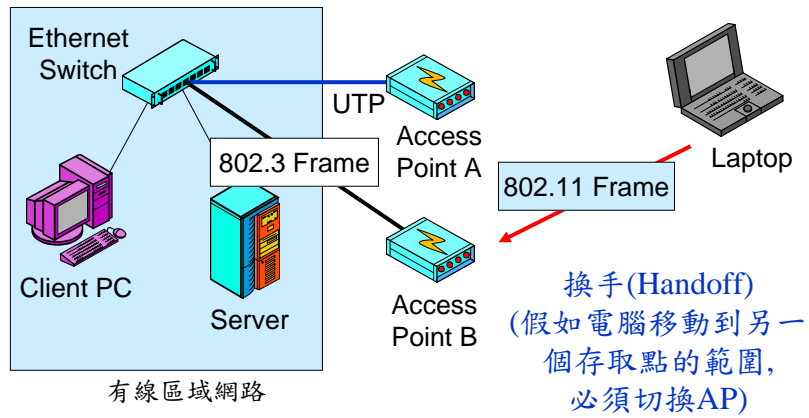 Ethernet
Switch
UTP
Access
Point A
Laptop
802.3 Frame
802.11 Frame
Client PC
Server
Access
Point B
換手(Handoff)
(假如電腦移動到另一
個存取點的範圍,
必須切換AP)
有線區域網路